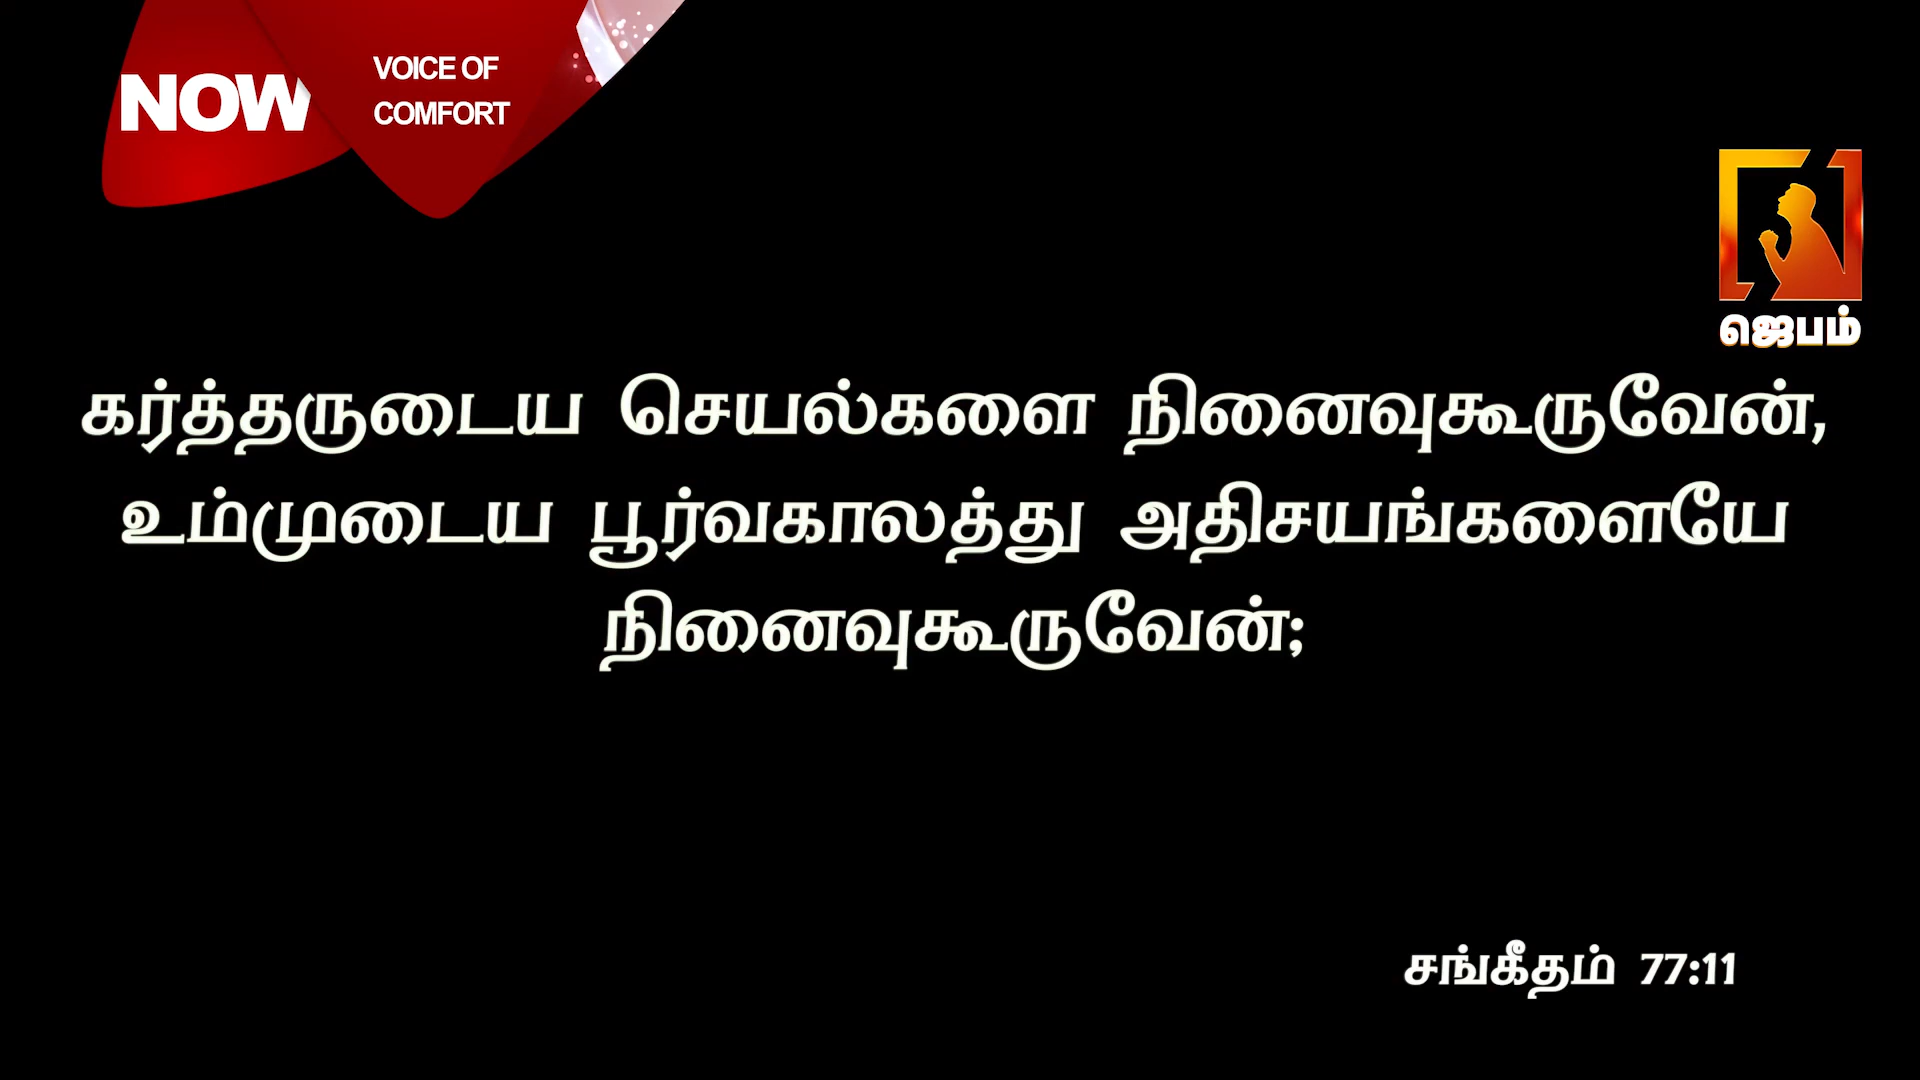 NOW
VOICE OF
COMFORT
ஜெபம்
கர்த்தருடைய செயல்களை நினைவுகூருவேன்,
உம்முடைய பூர்வகாலத்து அதிசயங்களையே
நினைவுகூருவேன்;
சங்கீதம் 77:11